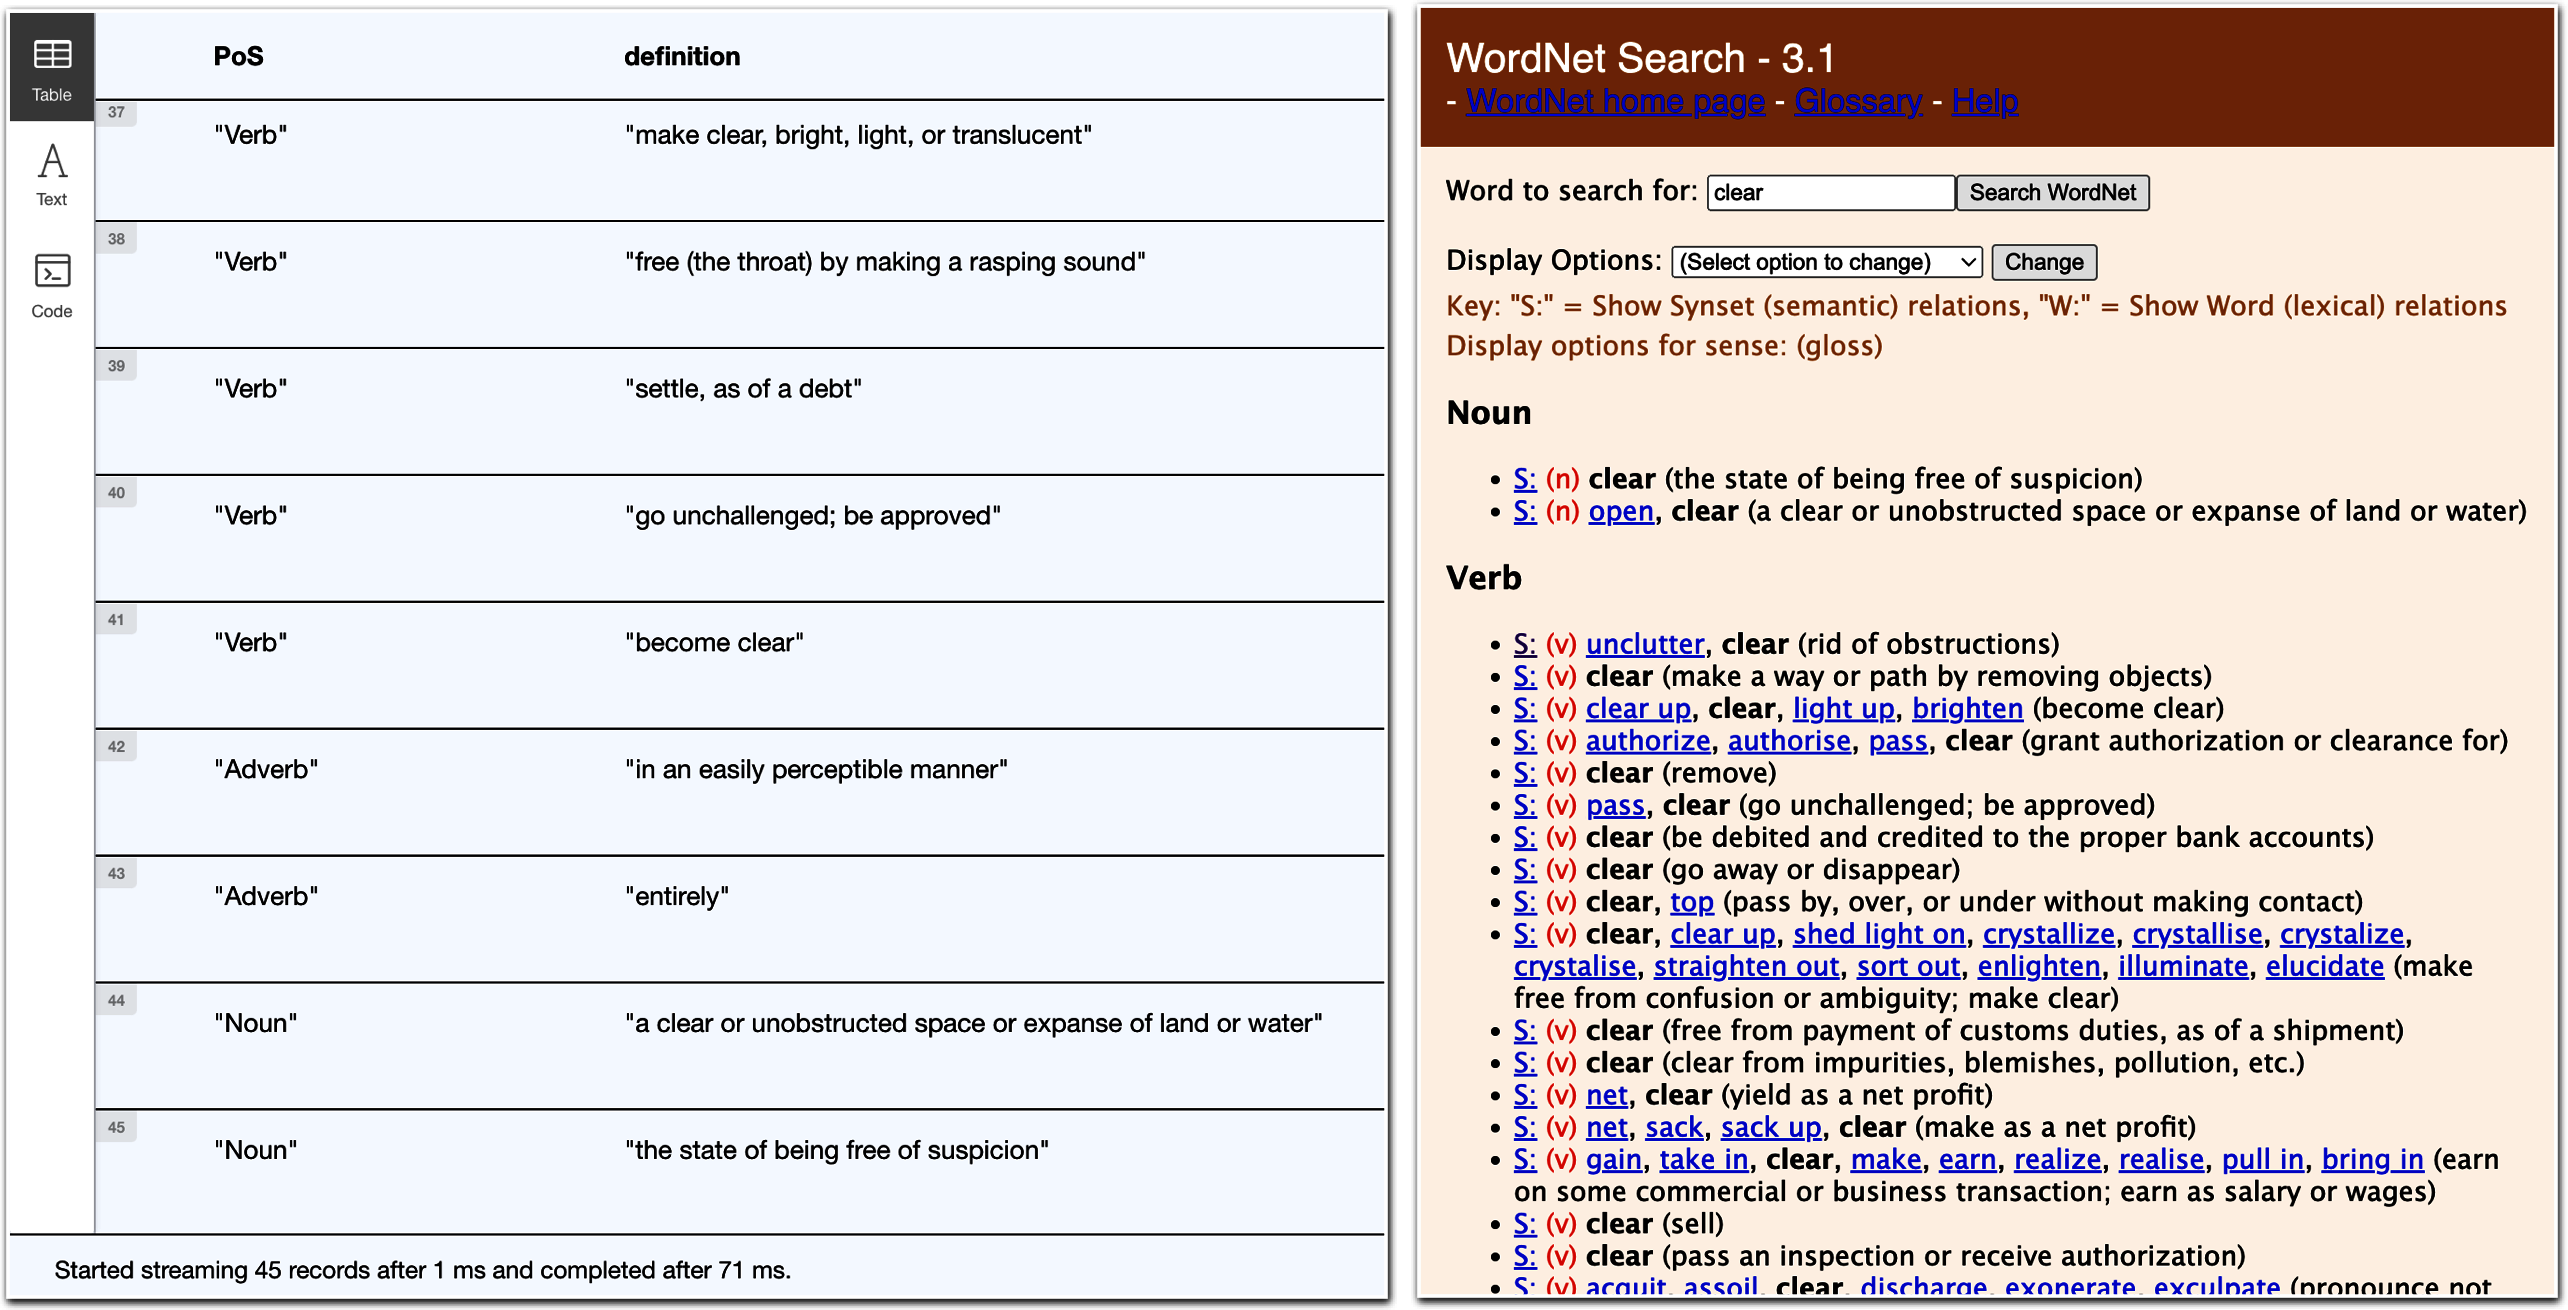 Table
Text
Code
PoS definition
37
"Verb" "make clear, bright, light, or translucent"
38
"Verb" "free (the throat) by making a rasping sound"
39
"Verb" "settle, as of a debt"
40
"Verb" "go unchallenged; be approved"
41
"Verb" "become clear"
42
"Adverb" "in an easily perceptible manner"
43
"Adverb" "entirely"
44
"Noun" "a clear or unobstructed space or expanse of land or water"
45
"Noun" "the state of being free of suspicion"
Started streaming 45 records after 1 ms and completed after 71 ms.
WordNet Search - 3.1
- WordNet home page - Glossary - Help
Word to search for: clear Search WordNet
Display Options: (Select option to change) Change
Key: "S:" = Show Synset (semantic) relations, "W:" = Show Word (lexical) relations
Display options for sense: (gloss)
Noun
• S: (n) clear (the state of being free of suspicion)
• S: (n) open, clear (a clear or unobstructed space or expanse of land or water)
Verb
• S: (v) unclutter, clear (rid of obstructions)
• S: (v) clear (make a way or path by removing objects)
• S: (v) clear up, clear, light up, brighten (become clear)
• S: (v) authorize, authorise, pass, clear (grant authorization or clearance for)
• S: (v) clear (remove)
• S: (v) pass, clear (go unchallenged; be approved)
• S: (v) clear (be debited and credited to the proper bank accounts)
• S: (v) clear (go away or disappear)
• S: (v) clear, top (pass by, over, or under without making contact)
• S: (v) clear, clear up, shed light on, crystallize, crystallise, crystalize,
crystalise, straighten out, sort out, enlighten, illuminate, elucidate (make
free from confusion or ambiguity; make clear)
• S: (v) clear (free from payment of customs duties, as of a shipment)
• S: (v) clear (clear from impurities, blemishes, pollution, etc.)
• S: (v) net, clear (yield as a net profit)
• S: (v) net, sack, sack up, clear (make as a net profit)
• S: (v) gain, take in, clear, make, earn, realize, realise, pull in, bring in (earn
on some commercial or business transaction; earn as salary or wages)
• S: (v) clear (sell)
• S: (v) clear (pass an inspection or receive authorization)
• S: (v) acquit, assoil, clear, discharge, exonerate, exculpate (pronounce not